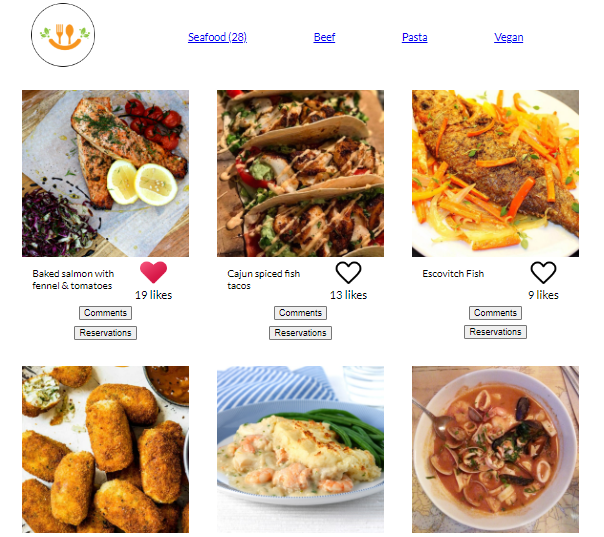 Seafood (28) Beef Pasta Vegan
Baked salmon with
fennel & tomatoes
19 likes
Comments
Reservations
Cajun spiced fish
tacos
13 likes
Comments
Reservations
Escovitch Fish
9 likes
Comments
Reservations